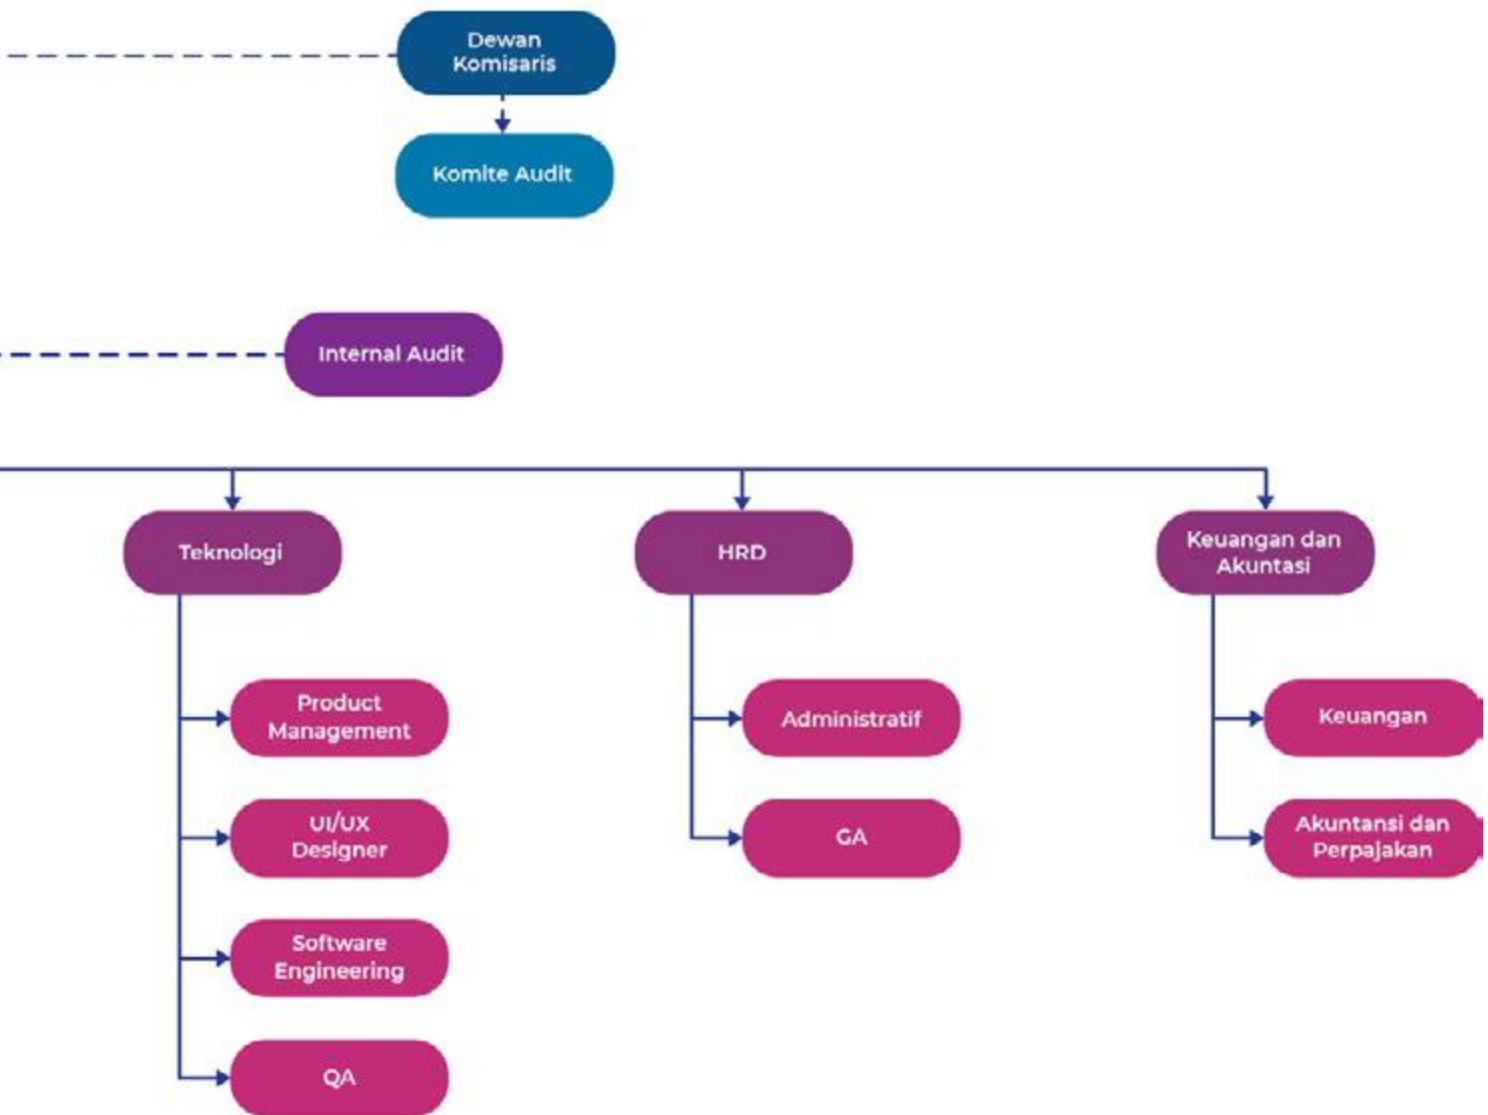 Dewan
Komisaris
Komite Audit
Internal Audit
Teknologi
HRD
Keuangan dan
Akuntasi
Product
Management
UI/UX
Designer
Software
Engineering
QA
Administratif
GA
Keuangan
Akuntansi dan
Perpajakan